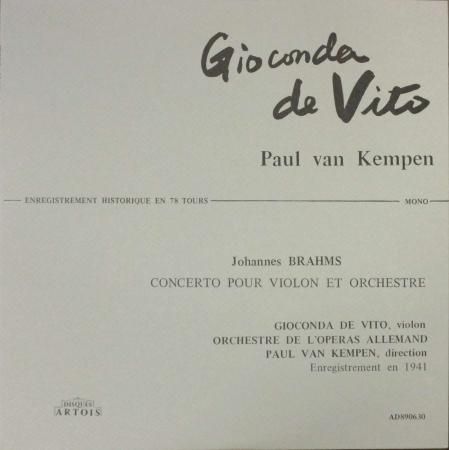 Gioconda
de Vito
Paul van Kempen
ENREGISTREMENT HISTORIQUE EN 78 TOURS
MONO
Johannes BRAHMS
CONCERTO POUR VIOLON ET ORCHESTRE
GIOCONDA DE VITO, violon
ORCHESTRE DE L'OPERAS ALLEMAND
PAUL VAN KEMPEN, direction
Enregistrement en 1941
DISQUES
ARTOIS
AD890630